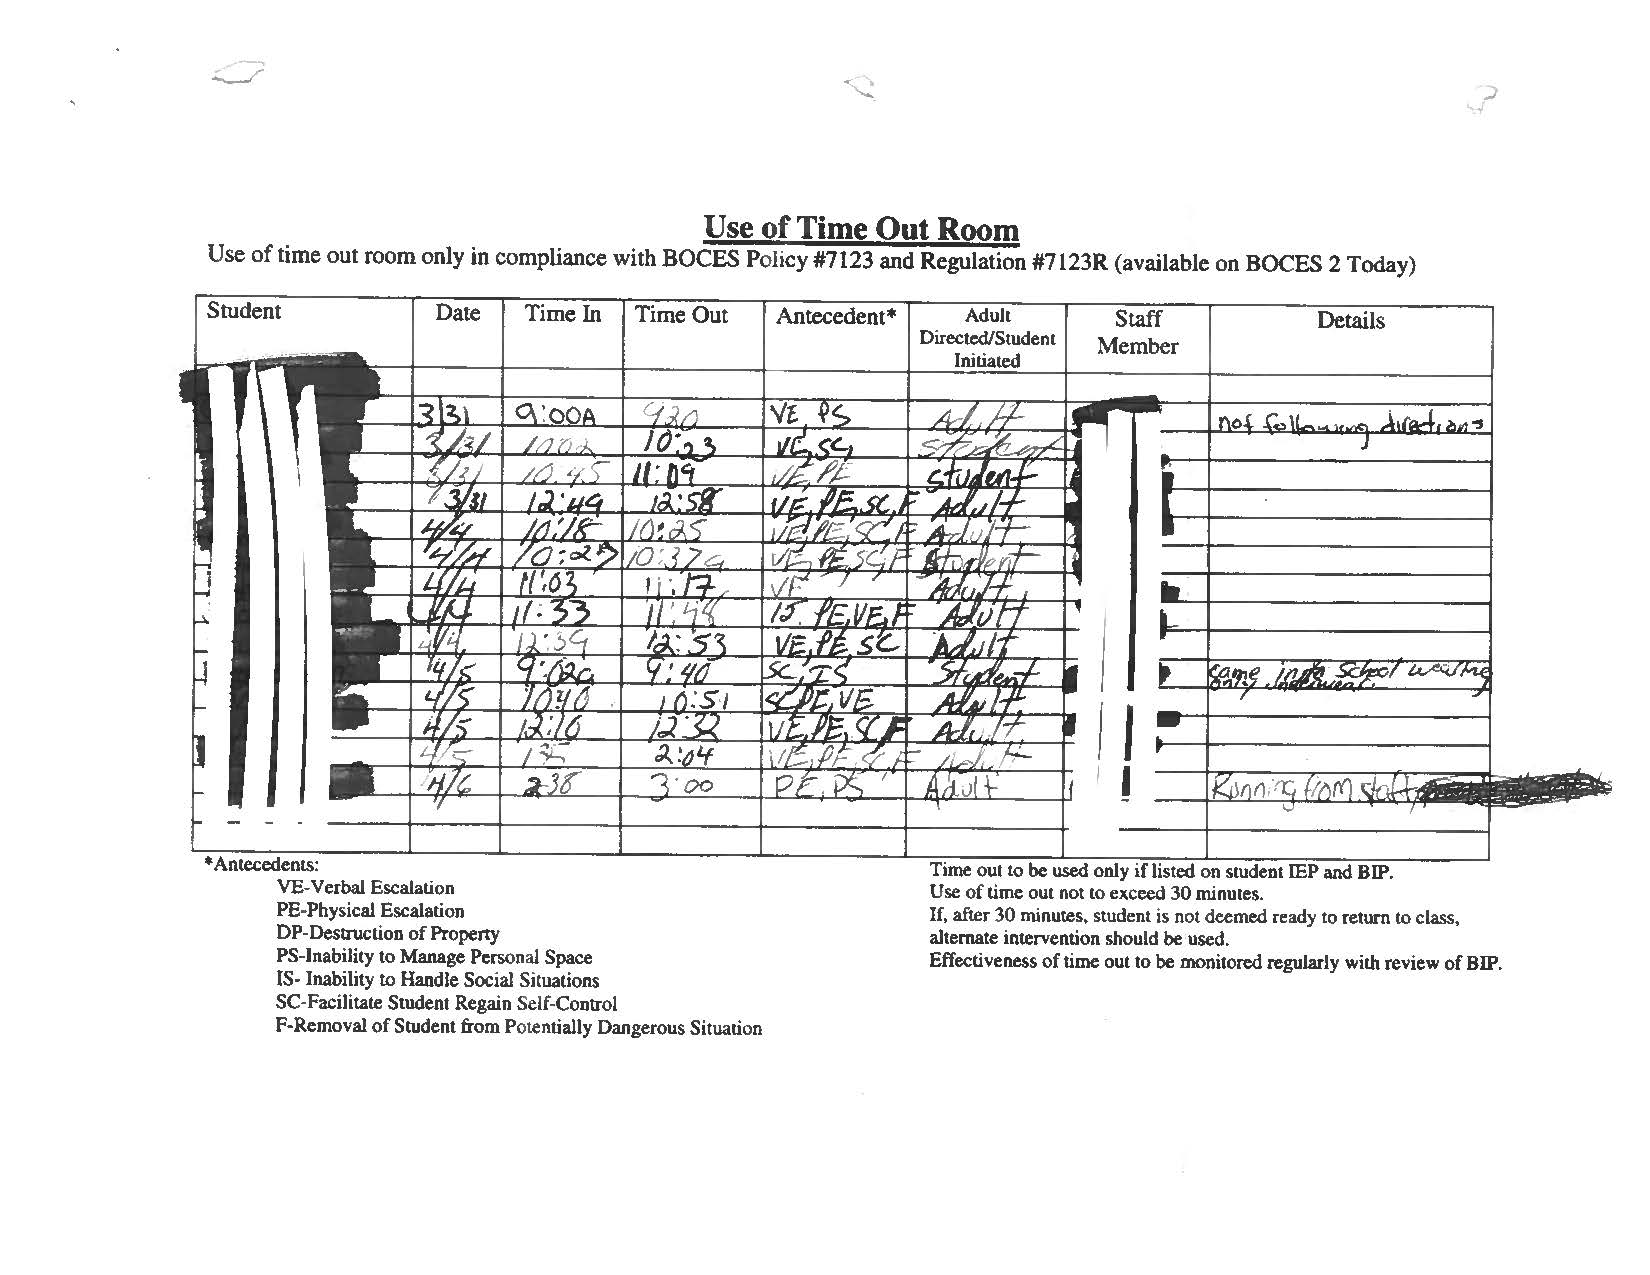 Use of Time Out Room
Use of time out room only in compliance with BOCES Policy #7123 and Regulation #7123R (available on BOCES 2 Today)
Student Date Time In Time Out Antecedent* Adult Directed/Student Initiated Staff Member Details
3/31 9:00A 920 VE, PS Adult not following directions
3/31 1002 10:23 VE, SC, Student
3/31 10:45 11:09 VE, PE Student
3/31 12:49 12:58 VE, PE, SC, F Adult
4/4 10:18 10:25 VE, PE, SC, F Adult
4/4 10:27 10:37a VE, PE, SC, F Student
4/4 11:03 11:17 VE Adult
4/4 11:33 11:48 PE, VE, F Adult
4/4 12:39 12:53 VE, PE, SC Adult
4/5 9:02a 9:40 SC, IS Student came into school wearing only
4/5 10:40 10:51 SC, PE, VE Adult
4/5 12:10 12:32 VE, PE, SC, F Adult
4/5 2:04 VE, PE, SC, F Adult
4/6 238 3:00 PE, PS Adult Running from staff
*Antecedents:
VE-Verbal Escalation
PE-Physical Escalation
DP-Destruction of Property
PS-Inability to Manage Personal Space
IS- Inability to Handle Social Situations
SC-Facilitate Student Regain Self-Control
F-Removal of Student from Potentially Dangerous Situation
Time out to be used only if listed on student IEP and BIP.
Use of time out not to exceed 30 minutes.
If, after 30 minutes, student is not deemed ready to return to class,
alternate intervention should be used.
Effectiveness of time out to be monitored regularly with review of BIP.